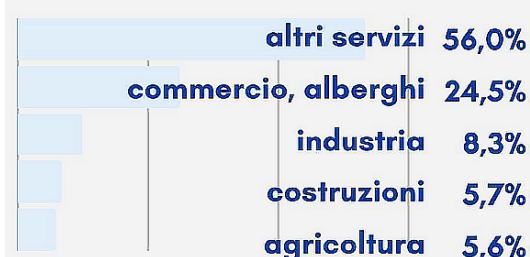 altri servizi 56,0%
commercio, alberghi 24,5%
industria 8,3%
costruzioni 5,7%
agricoltura 5,6%